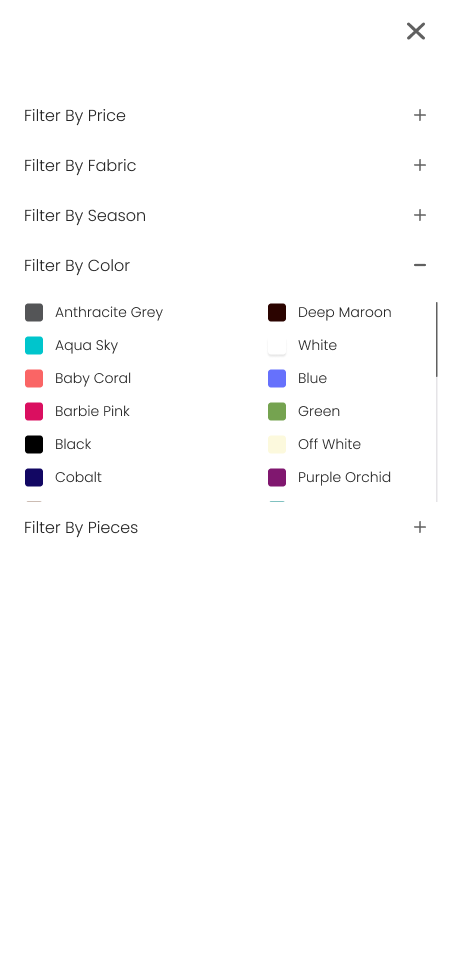 Filter By Price
Filter By Fabric
Filter By Season
Filter By Color
Anthracite Grey
Deep Maroon
Aqua Sky
White
Baby Coral
Blue
Barbie Pink
Green
Black
Off White
Cobalt
Purple Orchid
Filter By Pieces